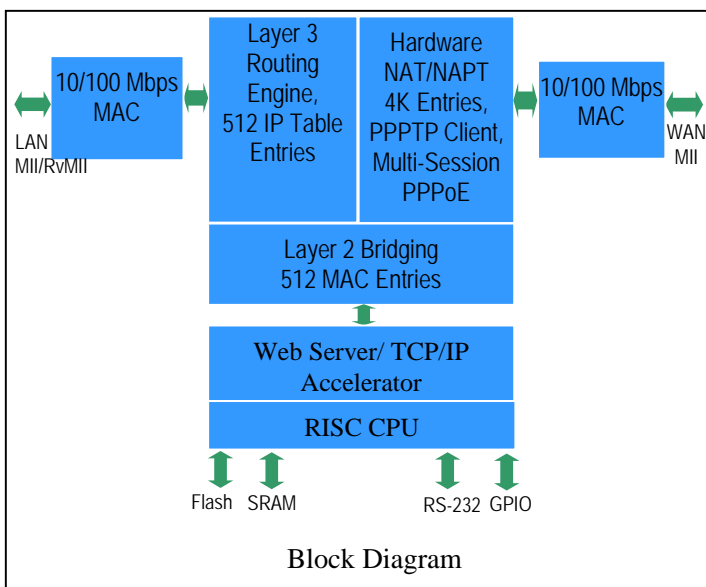 10/100 Mbps
MAC
LAN
MII/RvMII
Layer 3
Routing
Engine,
512 IP Table
Entries
Hardware
NAT/NAPT
4K Entries,
PPPTP Client,
Multi-Session
PPPoE
10/100 Mbps
MAC
WAN
MII
Layer 2 Bridging
512 MAC Entries
Web Server/ TCP/IP
Accelerator
RISC CPU
Flash
SRAM
RS-232
GPIO
Block Diagram